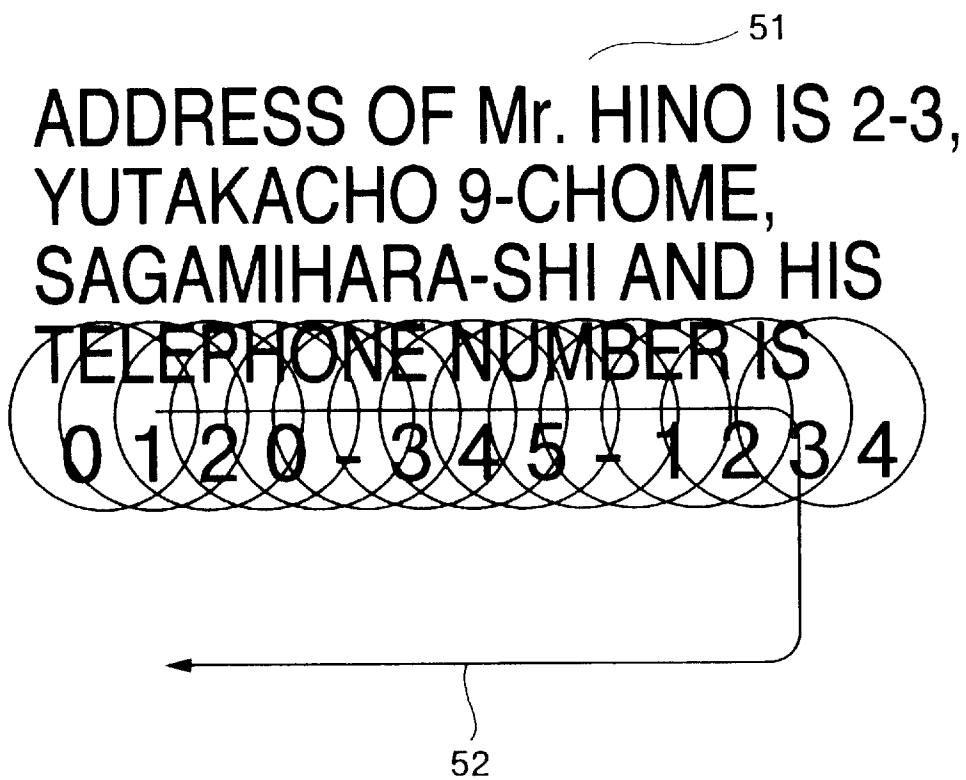 51
ADDRESS OF Mr. HINO IS 2-3,
YUTAKACHO 9-CHOME,
SAGAMIHARA-SHI AND HIS
TELEPHONE NUMBER IS
0120-345-1234
52